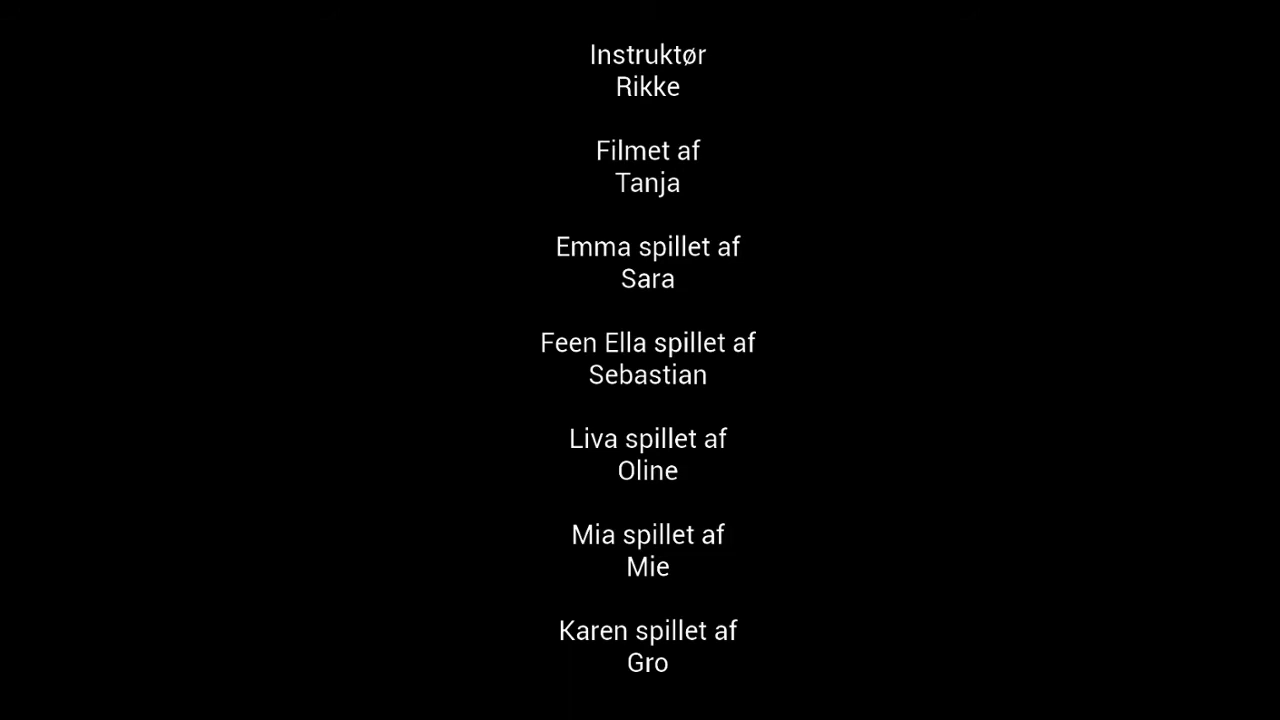 Instruktør
Rikke
Filmet af
Tanja
Emma spillet af
Sara
Feen Ella spillet af
Sebastian
Liva spillet af
Oline
Mia spillet af
Mie
Karen spillet af
Gro